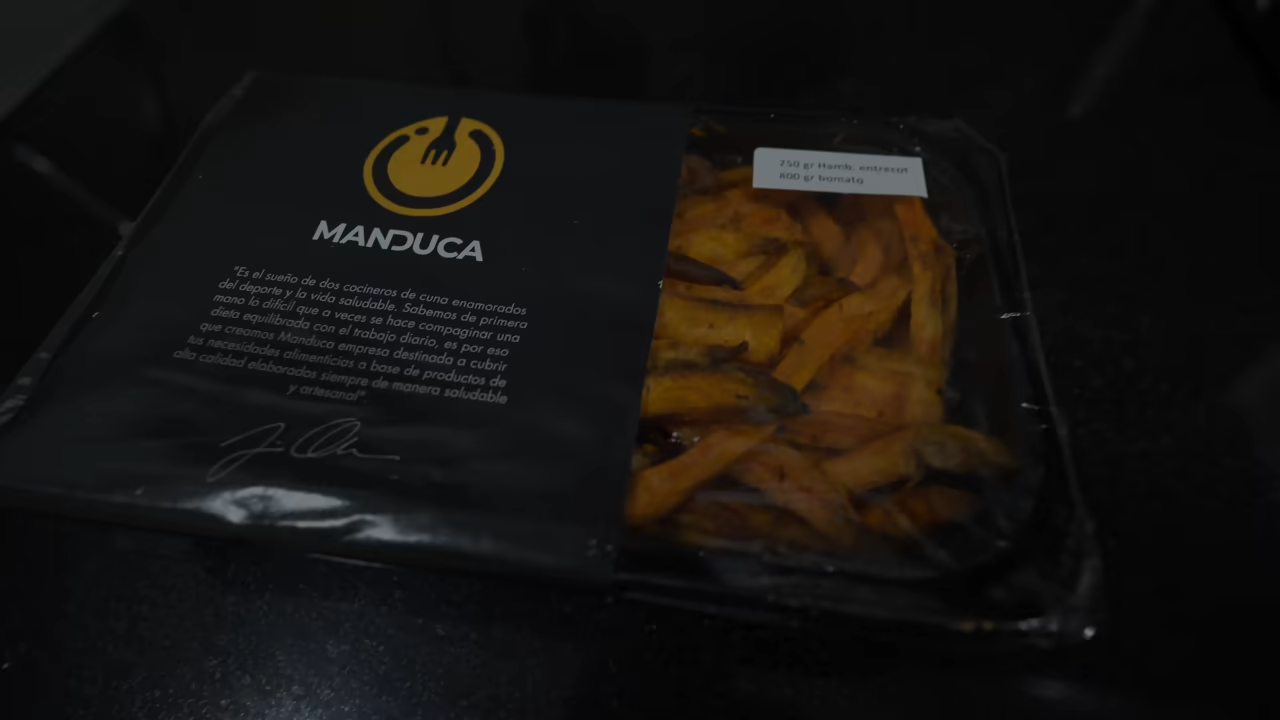 MANDUCA
"Es el sueño de dos cocineros de cuna enamorados
del deporte y la vida saludable. Sabemos de primera
mano lo difícil que a veces se hace compaginar una
dieta equilibrada con el trabajo diario, es por eso
que creamos Manduca empresa destinada a cubrir
tus necesidades alimenticias a base de productos de
alta calidad elaborados siempre de manera saludable
y artesanal".
250 gr Hamb. entrecot
800 gr boniato